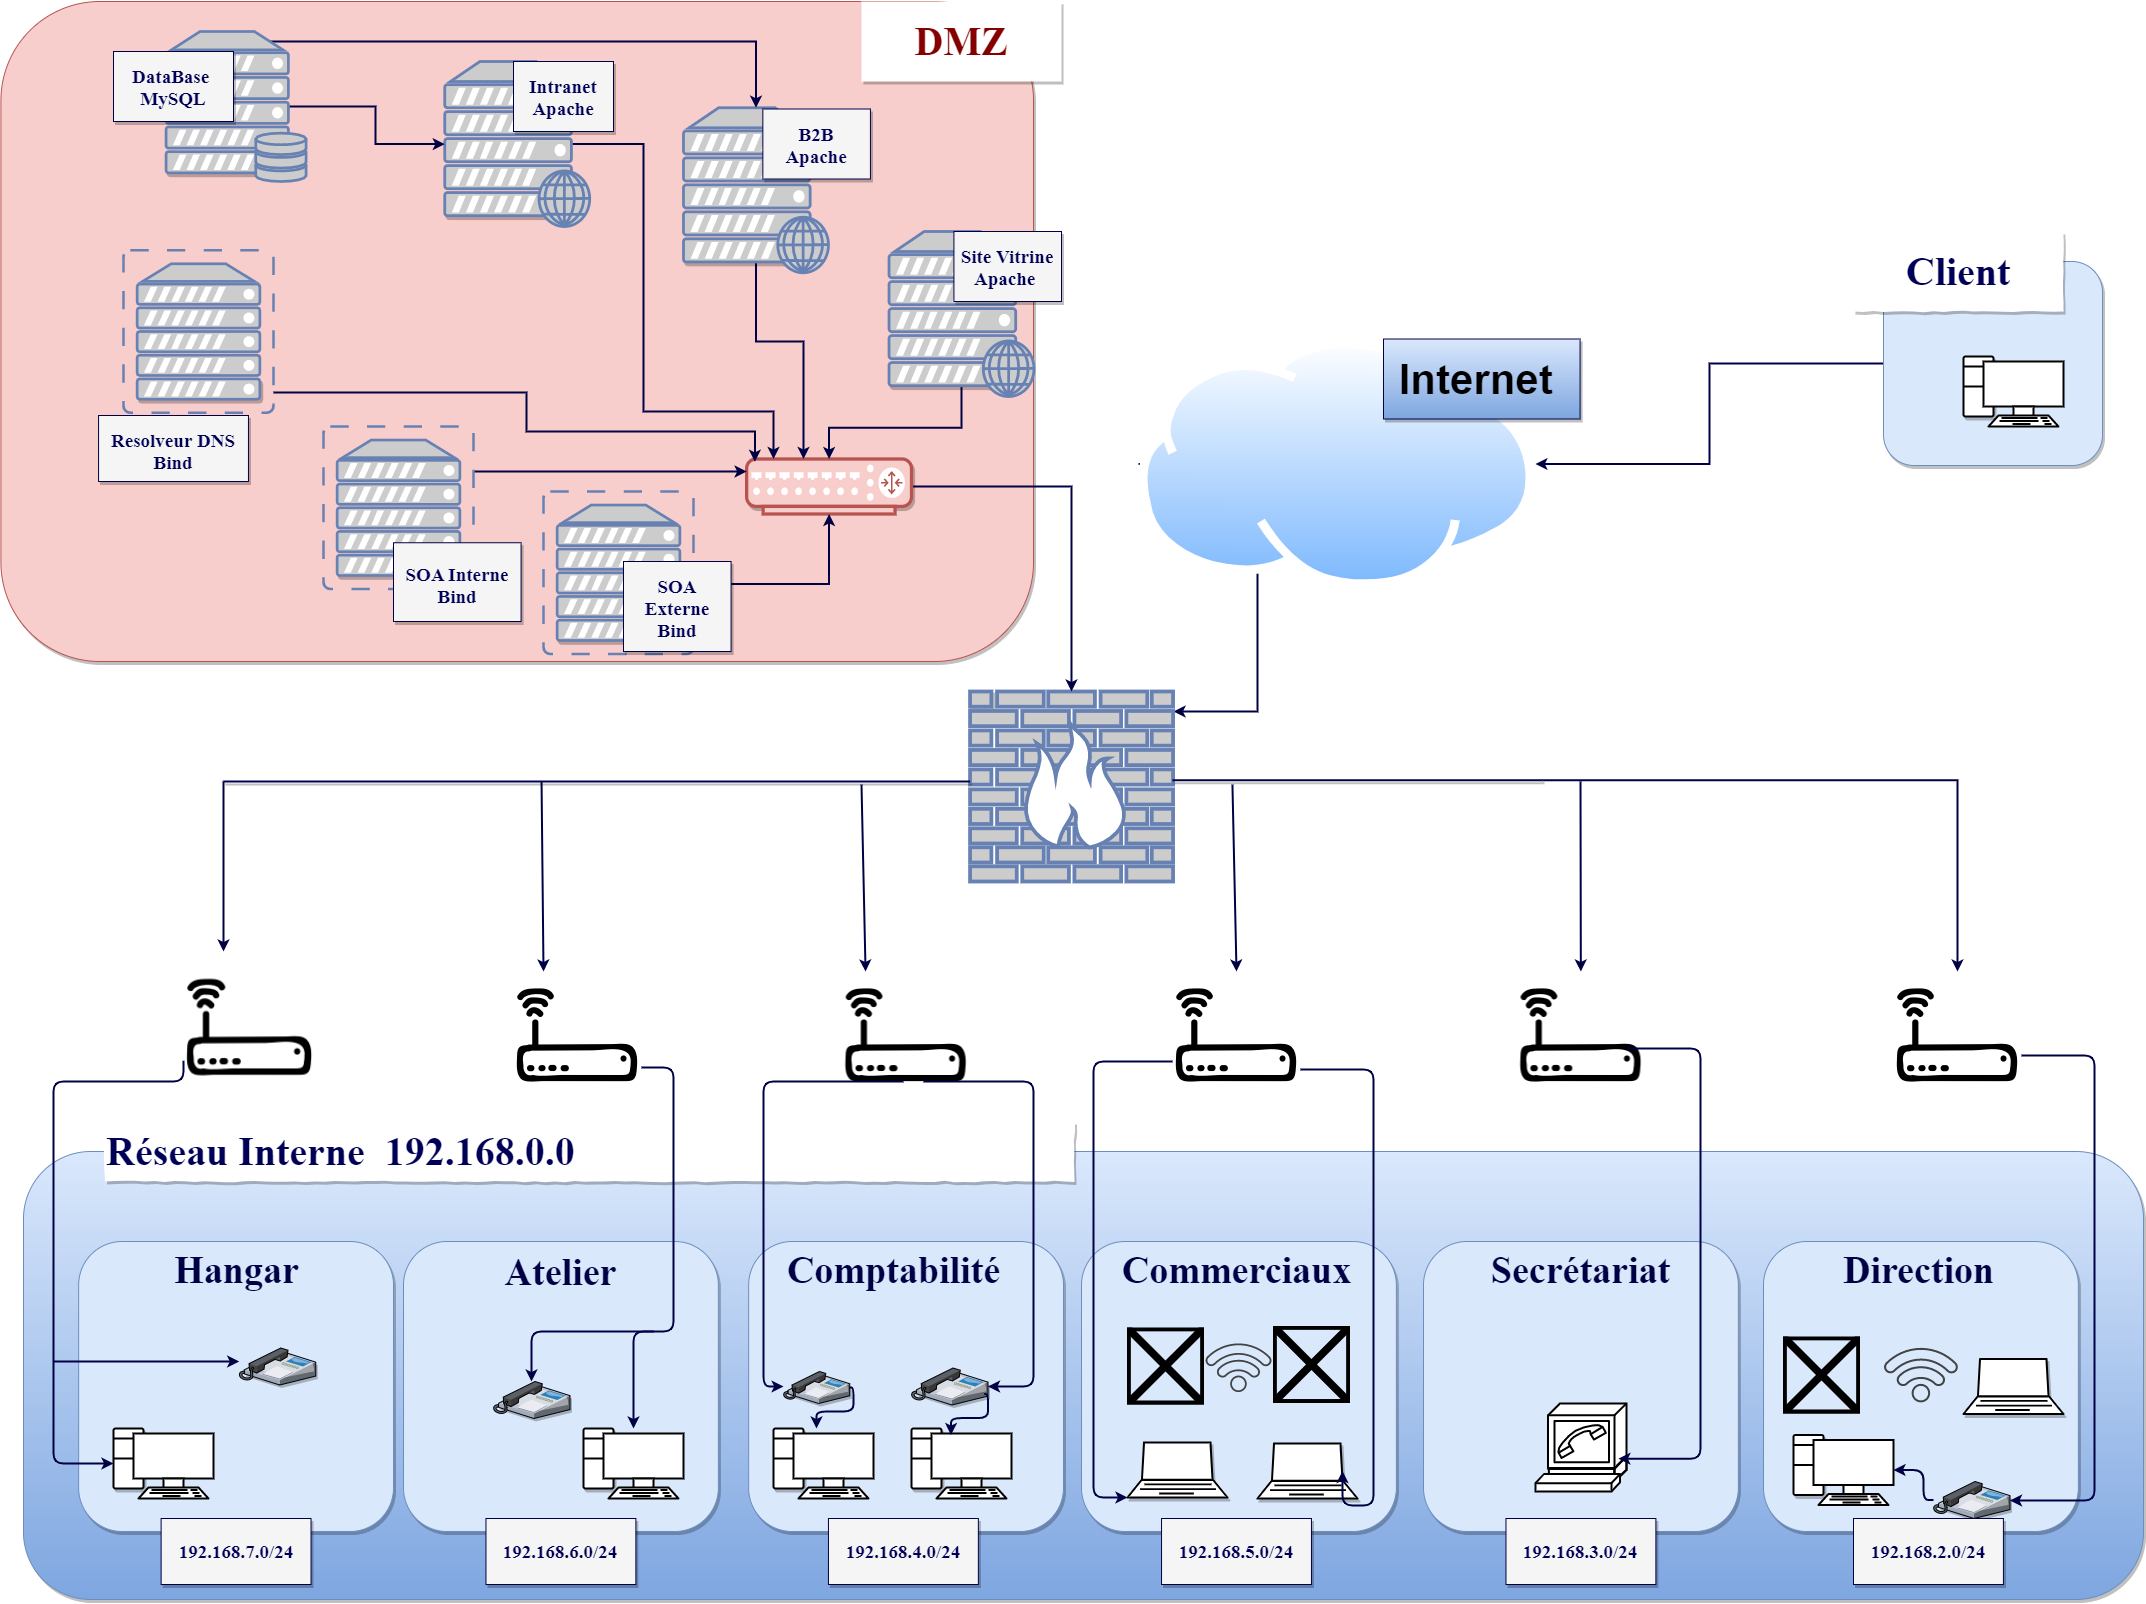 DMZ
DataBase
MySQL
Intranet
Apache
B2B
Apache
Site Vitrine
Apache
Client
Internet
Resolveur DNS
Bind
SOA Interne
Bind
SOA
Externe
Bind
Réseau Interne 192.168.0.0
Hangar
Atelier
Comptabilité
Commerciaux
Secrétariat
Direction
192.168.7.0/24
192.168.6.0/24
192.168.4.0/24
192.168.5.0/24
192.168.3.0/24
192.168.2.0/24